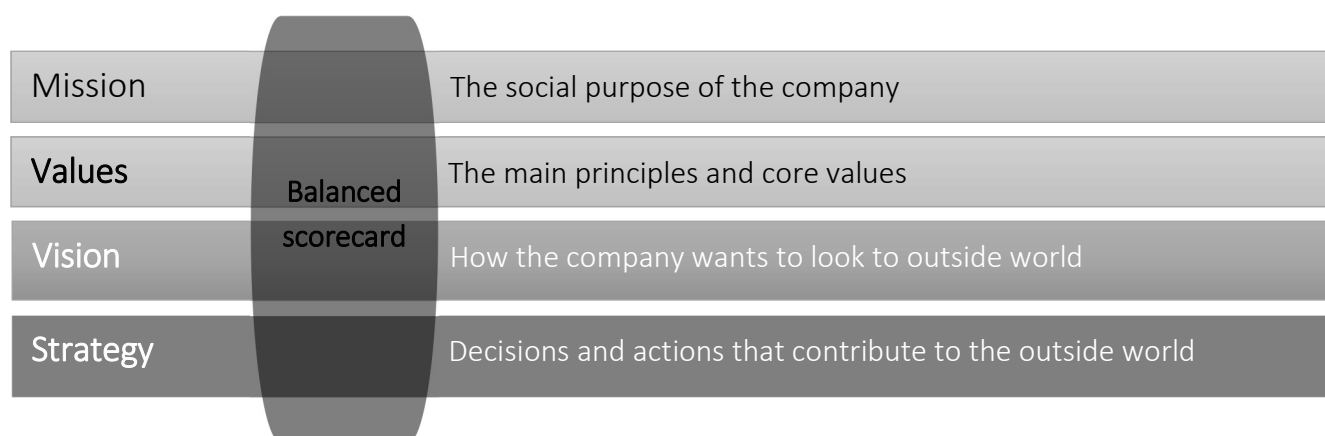 Mission
The social purpose of the company
Values
The main principles and core values
Balanced
scorecard
Vision
How the company wants to look to outside world
Strategy
Decisions and actions that contribute to the outside world